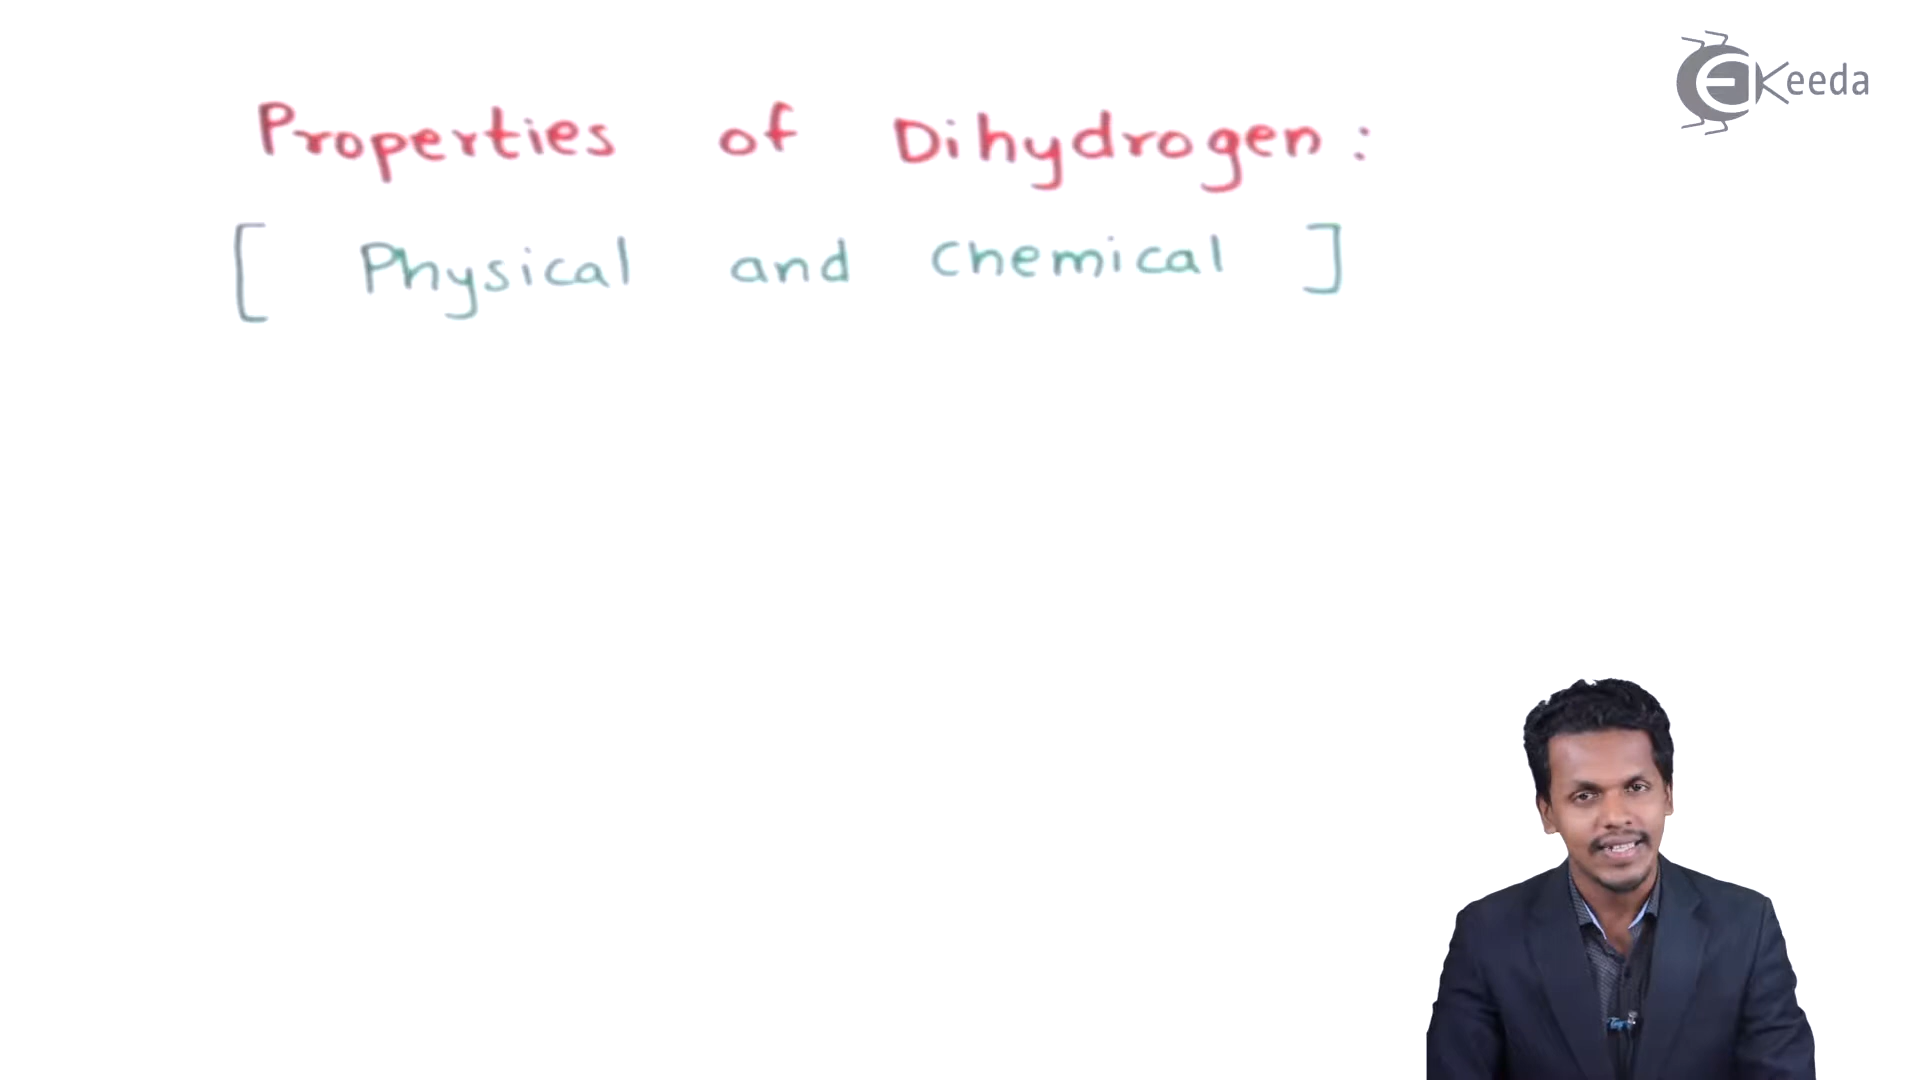 Properties of Dihydrogen:
[ Physical and Chemical ]
EKeeda